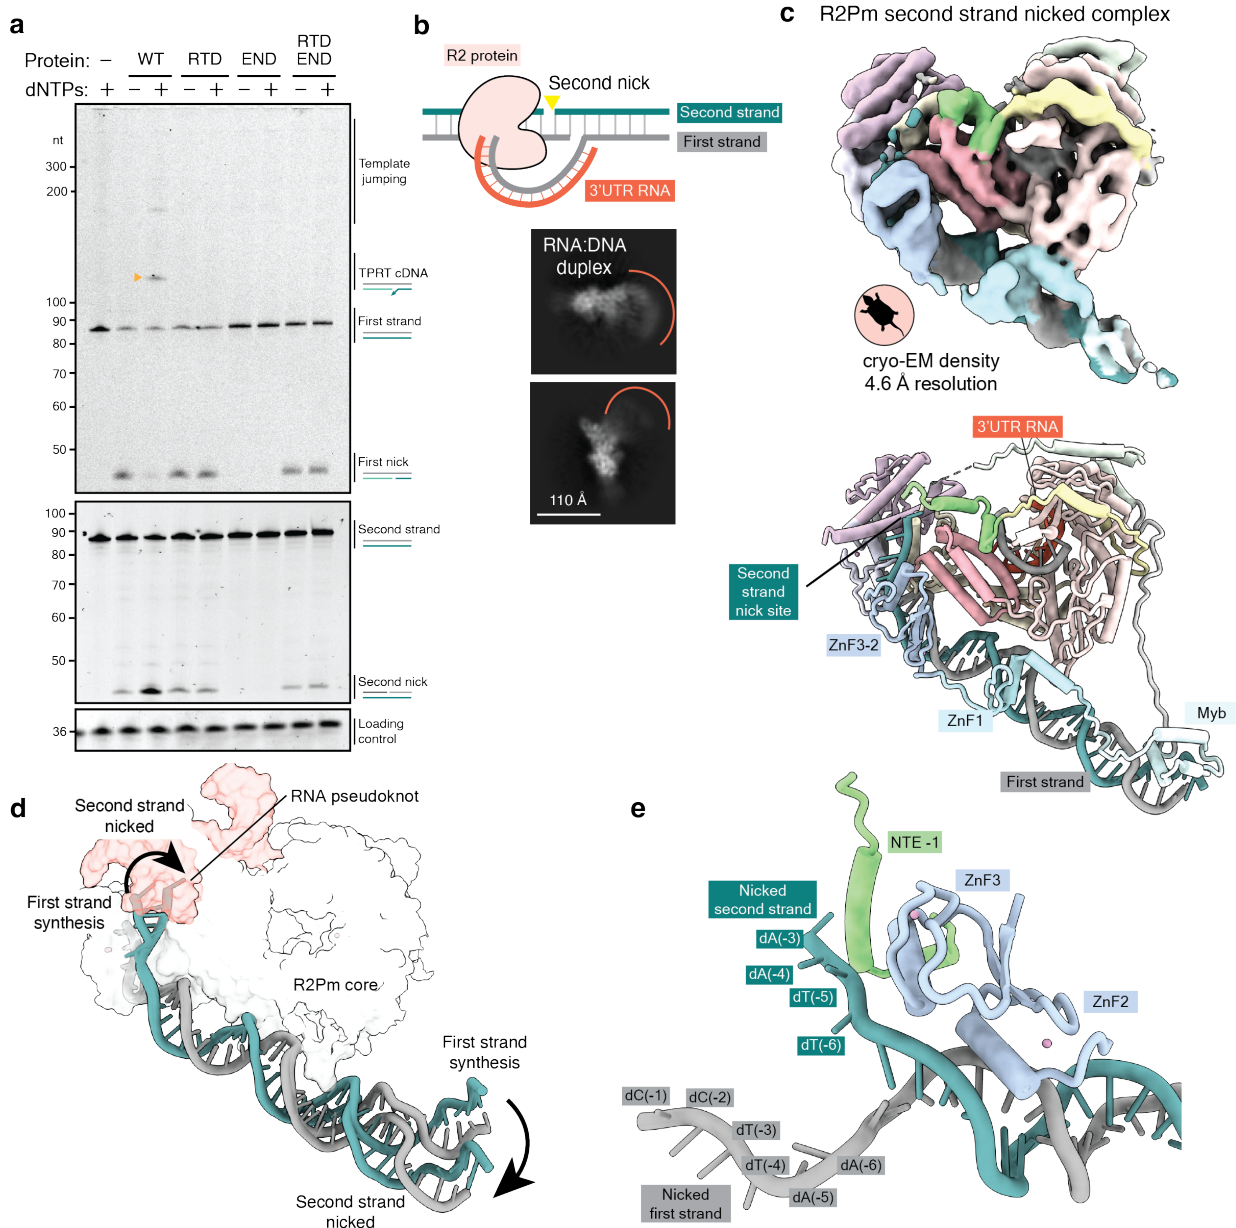 a
Protein:
–
WT
RTD
END
RTD
END
dNTPs:
+
–
+
–
+
–
+
–
+
nt
300
200
100
90
80
70
60
50
Template
jumping
TPRT cDNA
First strand
First nick
100
90
80
70
60
50
Second strand
Second nick
36
Loading
control
b
R2 protein
Second nick
Second strand
First strand
3'UTR RNA
RNA:DNA
duplex
110 Å
c
R2Pm second strand nicked complex
cryo-EM density
4.6 Å resolution
3'UTR RNA
Second
strand
nick site
ZnF3-2
ZnF1
Myb
First strand
d
Second strand
nicked
RNA pseudoknot
First strand
synthesis
R2Pm core
First strand
synthesis
Second strand
nicked
e
NTE -1
ZnF3
Nicked
second strand
dA(-3)
dA(-4)
dT(-5)
dT(-6)
ZnF2
dC(-1)
dC(-2)
dT(-3)
dT(-4)
dA(-6)
dA(-5)
Nicked
first strand